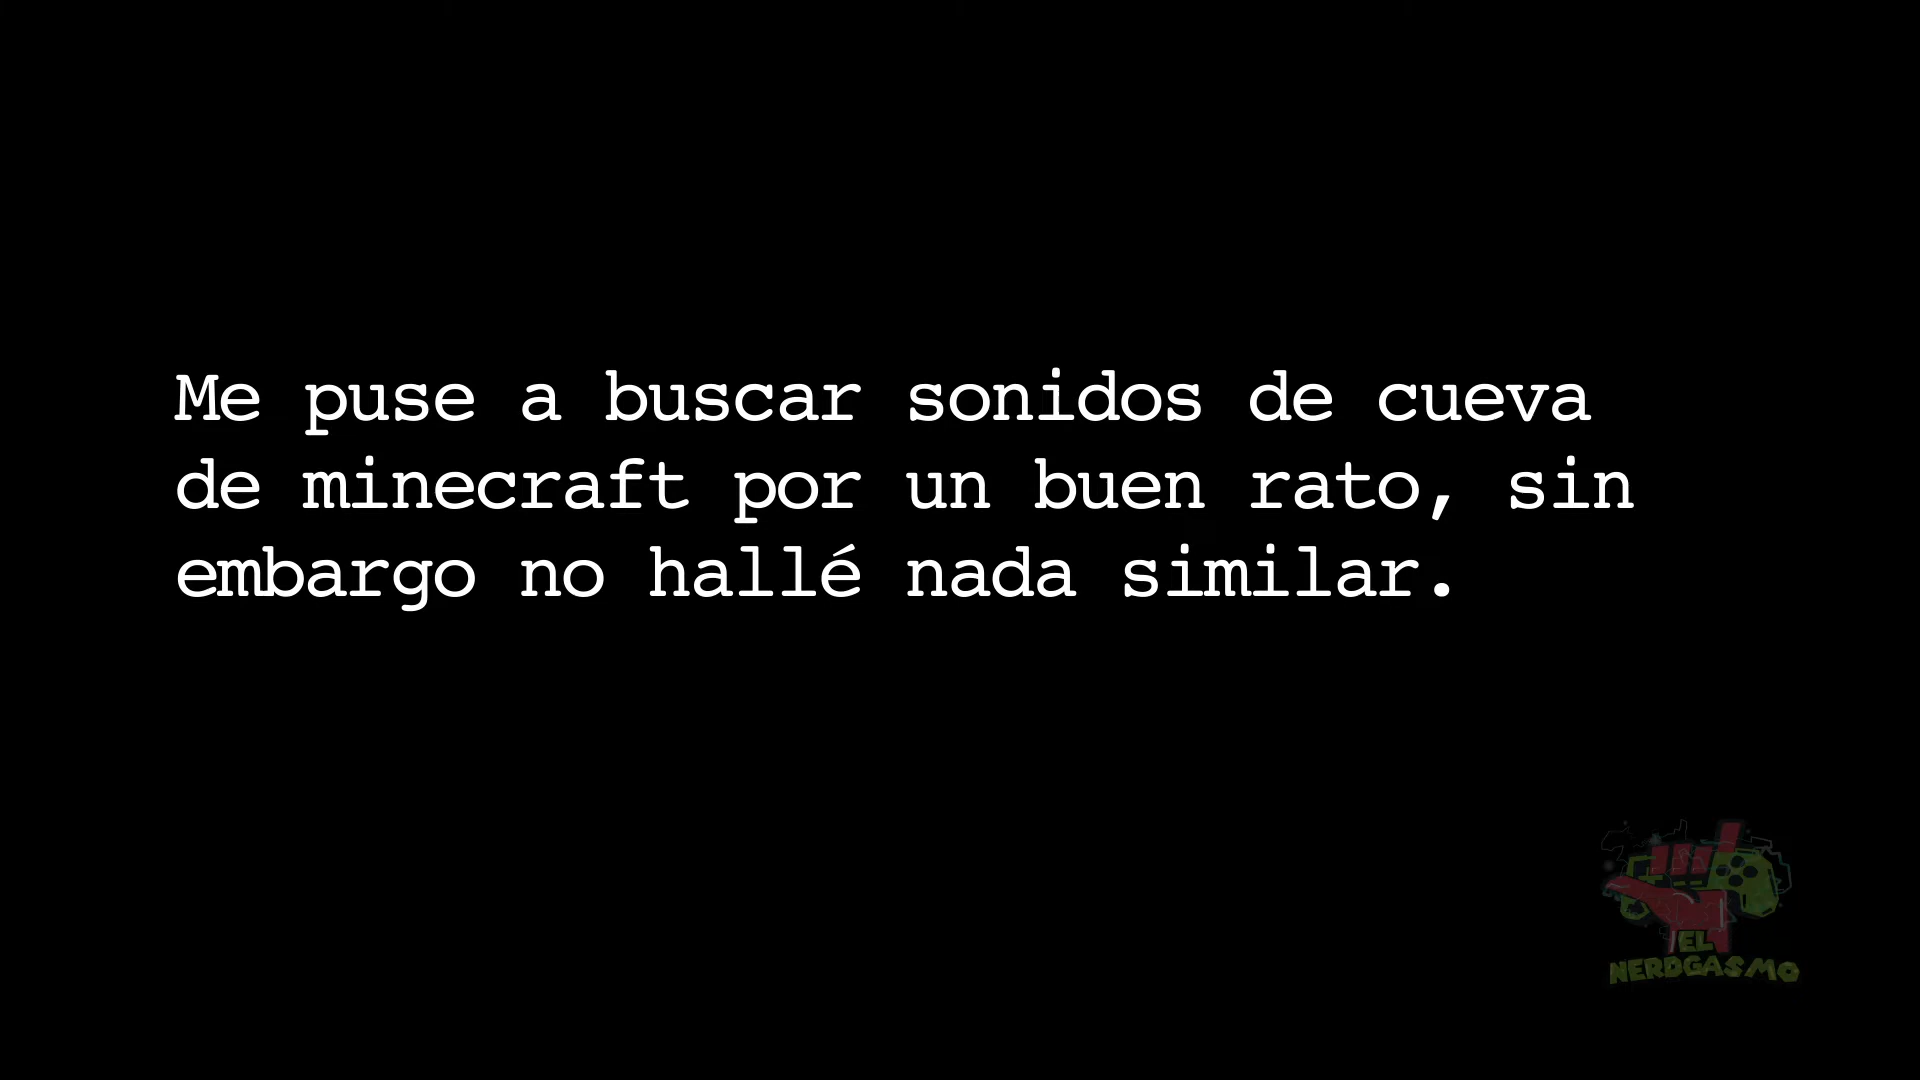 Me puse a buscar sonidos de cueva
de minecraft por un buen rato, sin
embargo no hallé nada similar.
EL
NERDGASMO